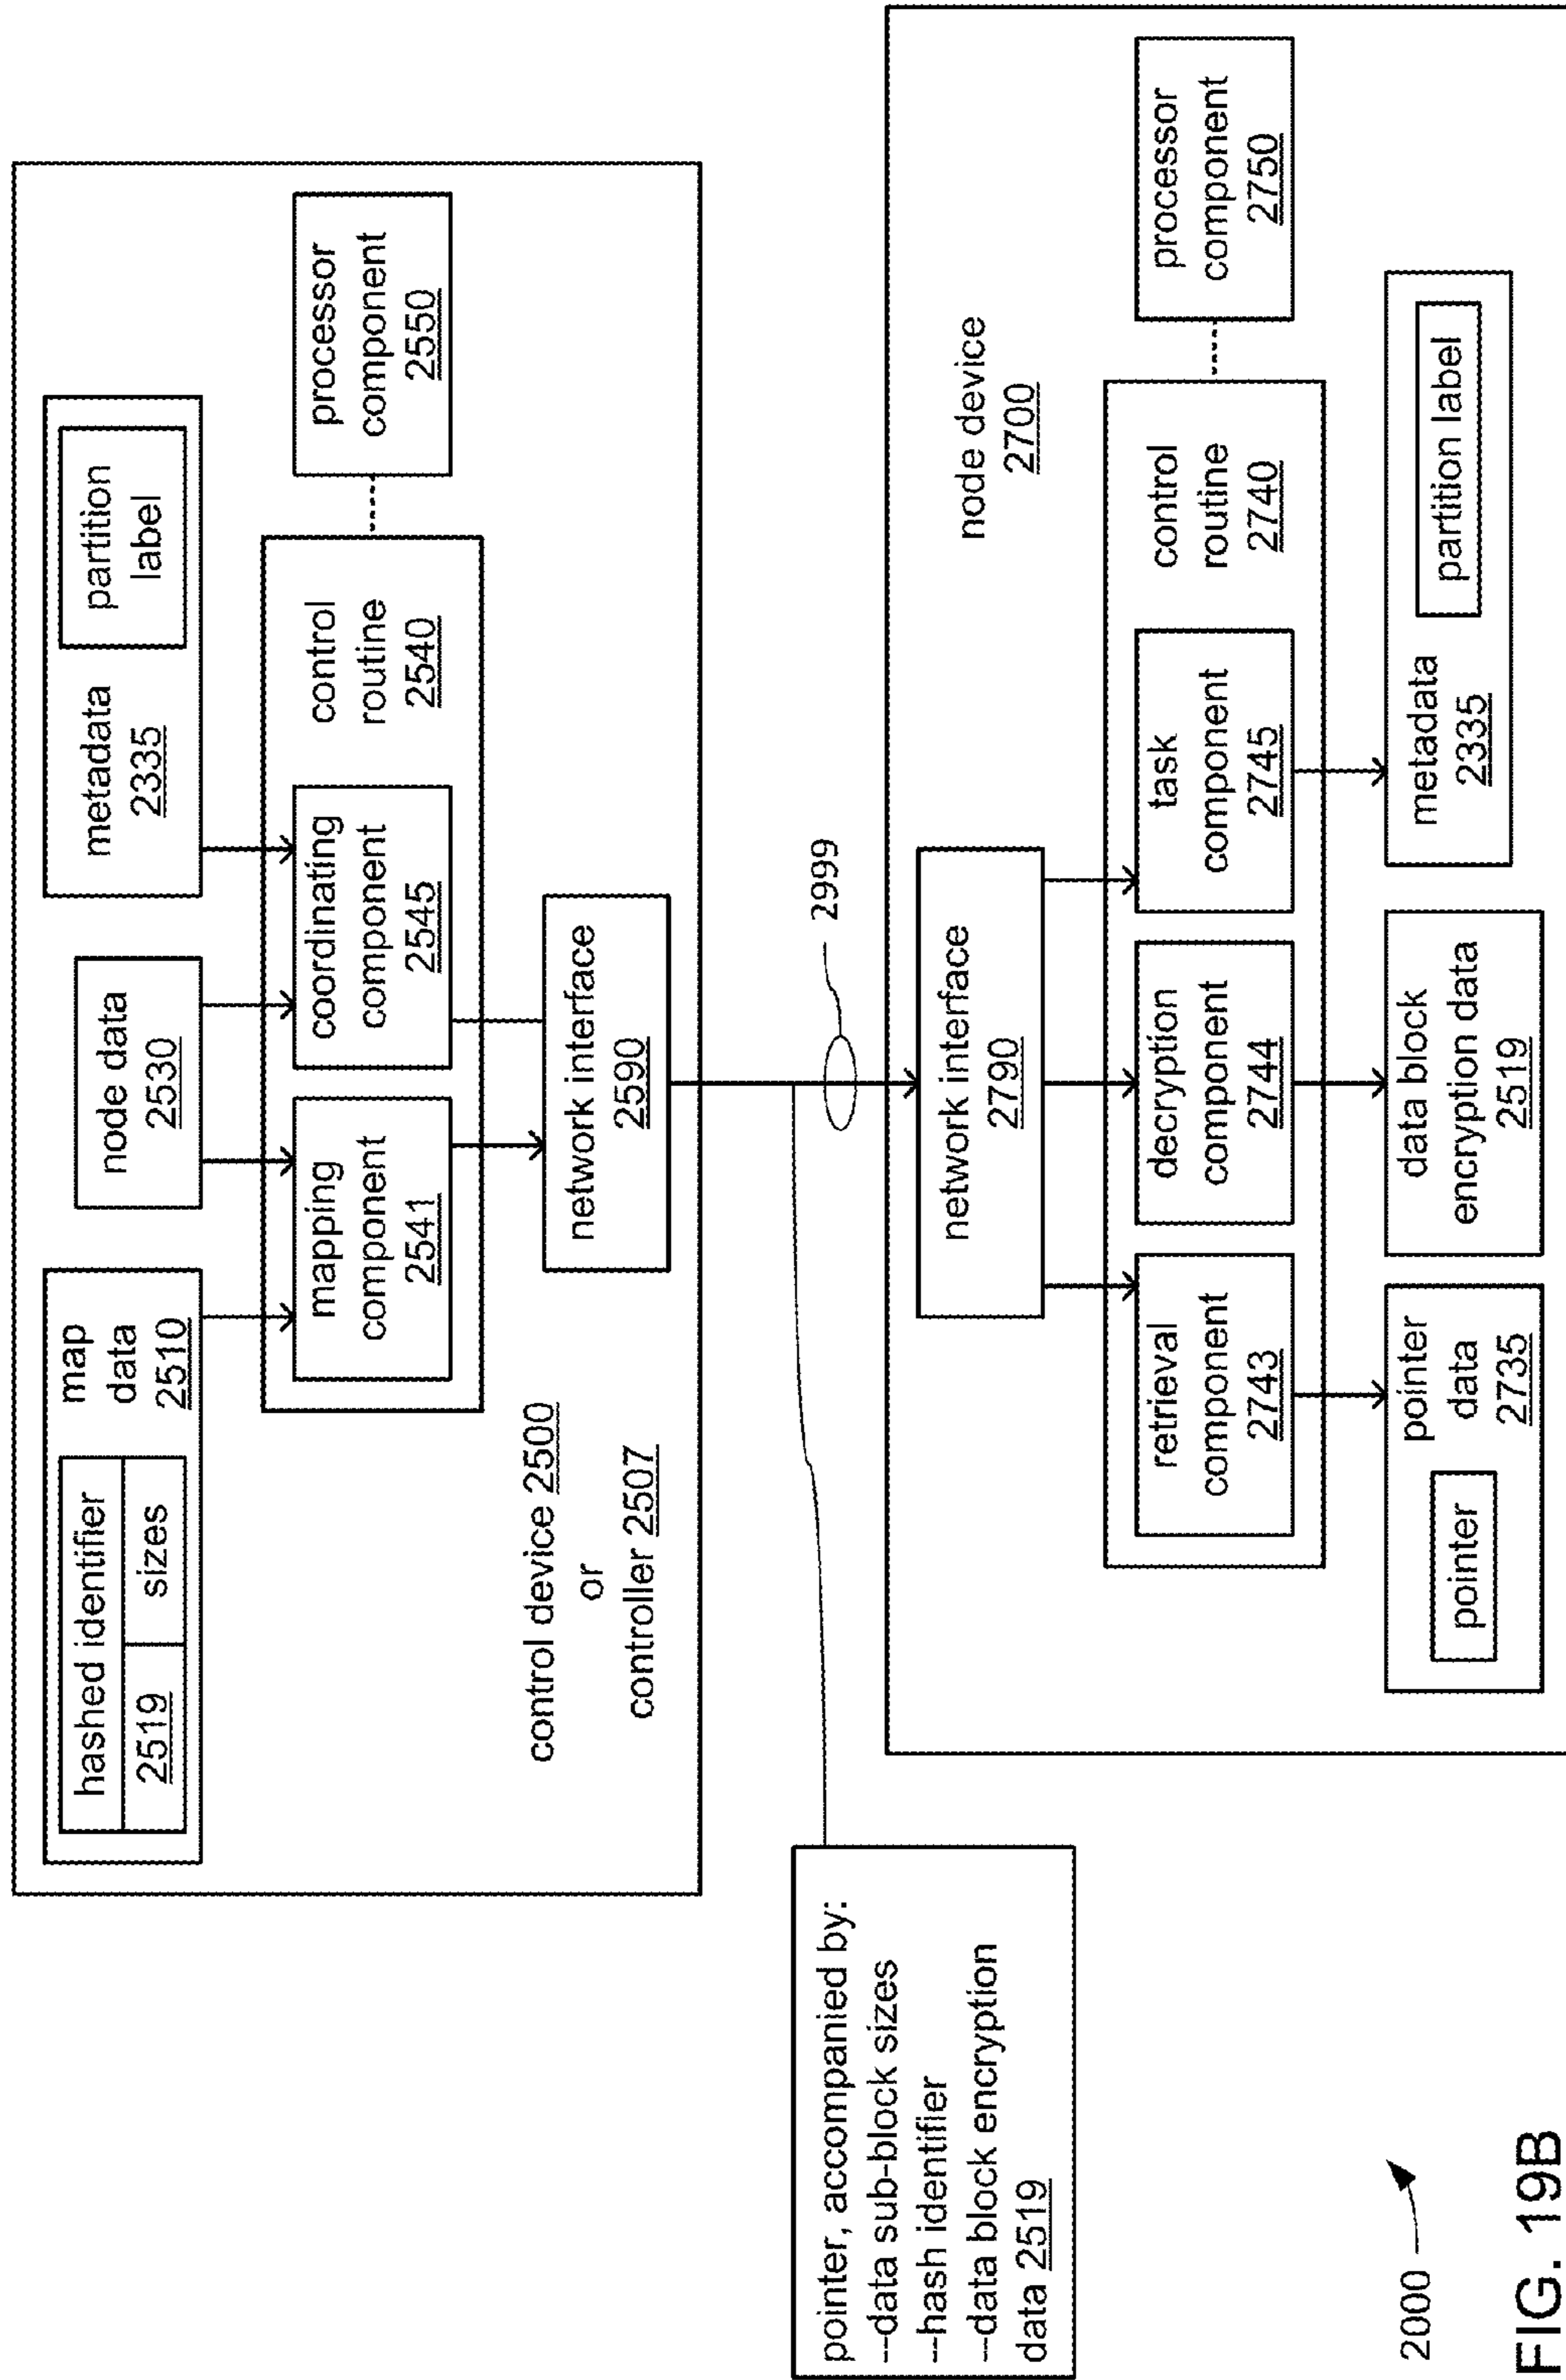 hashed identifier
2519
sizes
map
data
2510
node data
2530
metadata
2335
partition
label
mapping
component
2541
coordinating
component
2545
control
routine
2540
processor
component
2550
control device 2500
or
controller 2507
network interface
2590
pointer, accompanied by:
--data sub-block sizes
--hash identifier
--data block encryption
data 2519
2999
network interface
2790
node device
2700
retrieval
component
2743
decryption
component
2744
task
component
2745
control
routine
2740
processor
component
2750
pointer
pointer
data
2735
data block
encryption data
2519
metadata
2335
partition label
2000
FIG. 19B